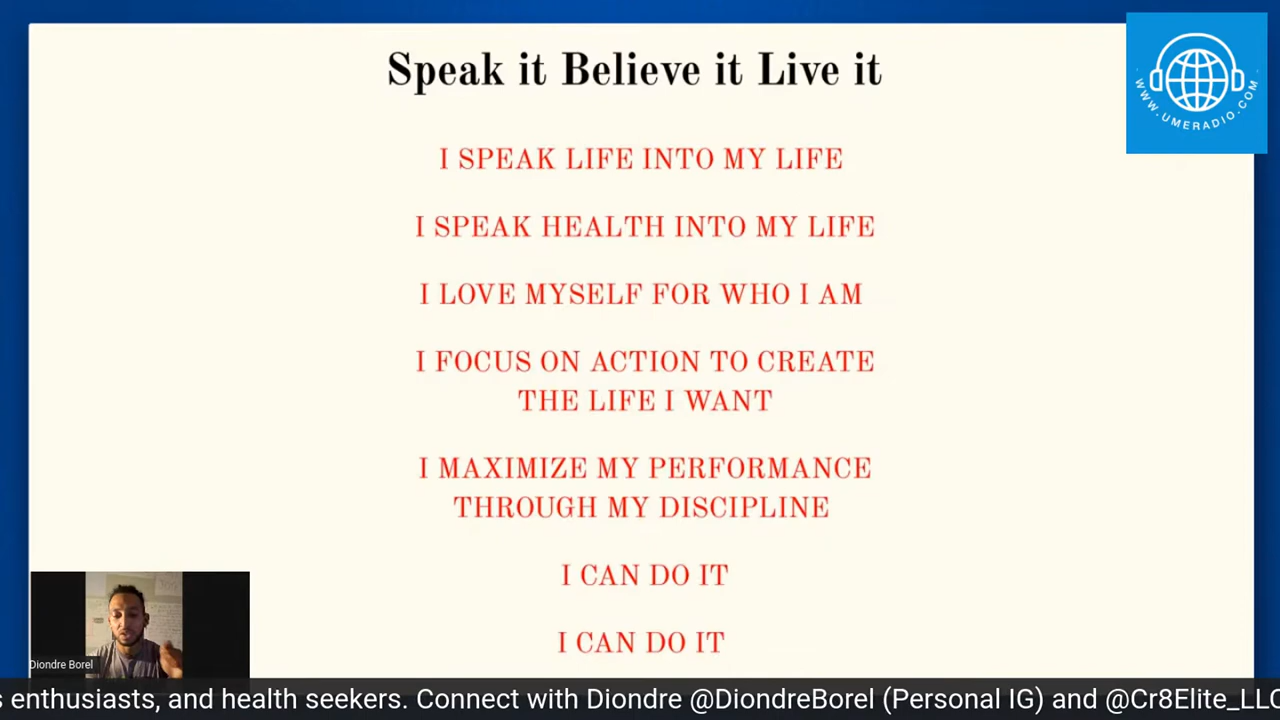 Speak it Believe it Live it
WWW.UMERADIO.COM
I SPEAK LIFE INTO MY LIFE
I SPEAK HEALTH INTO MY LIFE
I LOVE MYSELF FOR WHO I AM
I FOCUS ON ACTION TO CREATE
THE LIFE I WANT
I MAXIMIZE MY PERFORMANCE
THROUGH MY DISCIPLINE
I CAN DO IT
I CAN DO IT
Diondre Borel
s enthusiasts, and health seekers. Connect with Diondre @DiondreBorel (Personal IG) and @Cr8Elite_LLC